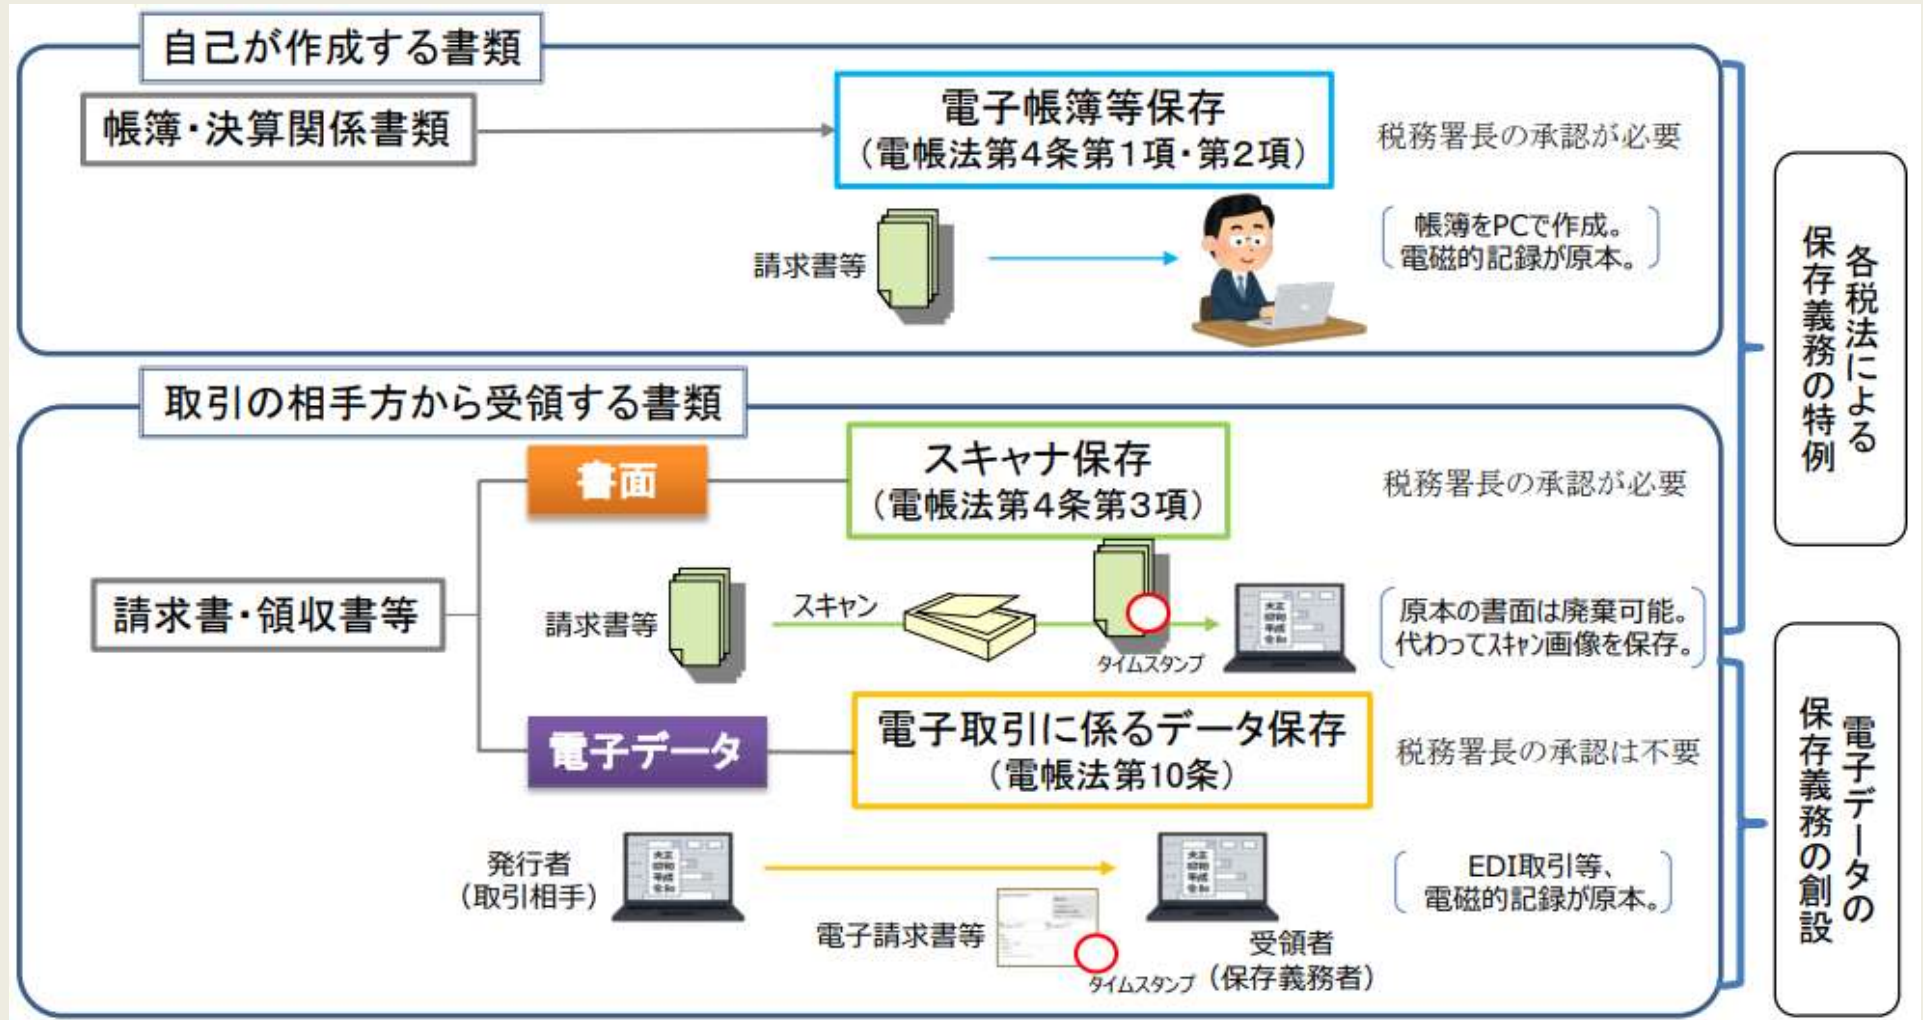 自己が作成する書類
帳簿・決算関係書類
電子帳簿等保存
（電帳法第4条第1項・第2項）
税務署長の承認が必要
請求書等
帳簿をPCで作成。
電磁的記録が原本。
各税法による
保存義務の特例
取引の相手方から受領する書類
書面
スキャナ保存
（電帳法第4条第3項）
税務署長の承認が必要
請求書・領収書等
請求書等
スキャン
タイムスタンプ
原本の書面は廃棄可能。
代わってスキャン画像を保存。
電子データ
電子取引に係るデータ保存
（電帳法第10条）
税務署長の承認は不要
発行者
（取引相手）
電子請求書等
タイムスタンプ
受領者
（保存義務者）
EDI取引等、
電磁的記録が原本。
電子データの
保存義務の創設